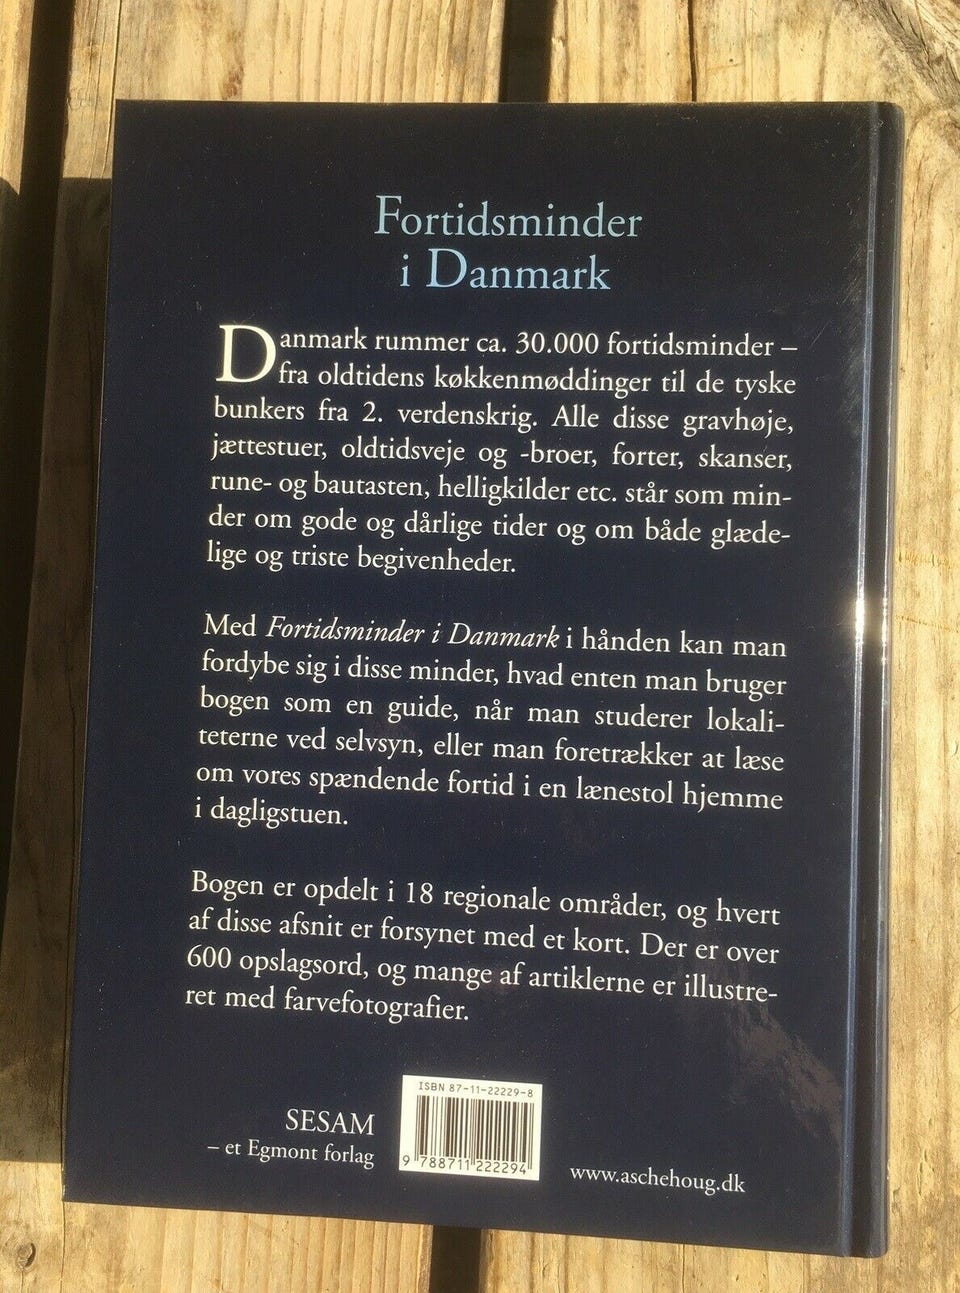 Fortidsminder
i Danmark
Danmark rummer ca. 30.000 fortidsminder –
fra oldtidens køkkenmøddinger til de tyske
bunkers fra 2. verdenskrig. Alle disse gravhøje,
jættestuer, oldtidsveje og -broer, forter, skanser,
rune- og bautasten, helligkilder etc. står som min-
der om gode og dårlige tider og om både glæde-
lige og triste begivenheder.
Med Fortidsminder i Danmark i hånden kan man
fordybe sig i disse minder, hvad enten man bruger
bogen som en guide, når man studerer lokali-
teterne ved selvsyn, eller man foretrækker at læse
om vores spændende fortid i en lænestol hjemme
i dagligstuen.
Bogen er opdelt i 18 regionale områder, og hvert
af disse afsnit er forsynet med et kort. Der er over
600 opslagsord, og mange af artiklerne er illustre-
ret med farvefotografier.
SESAM
– et Egmont forlag
ISBN 87-11-22229-8
9 788711 222294
www.aschehoug.dk